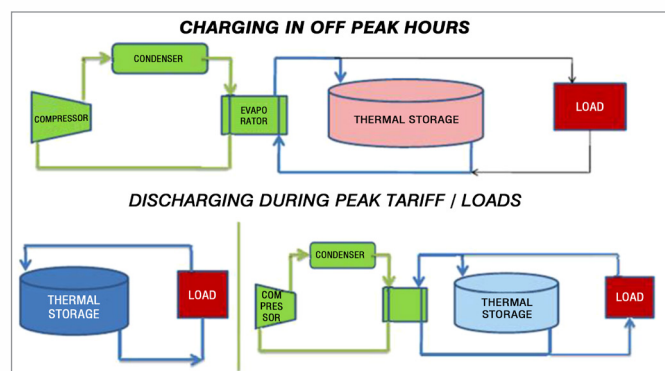 CHARGING IN OFF PEAK HOURS
CONDENSER
COMPRESSOR
EVAPO
RATOR
THERMAL STORAGE
LOAD
DISCHARGING DURING PEAK TARIFF / LOADS
THERMAL
STORAGE
LOAD
CONDENSER
COM
PRES
SOR
THERMAL
STORAGE
LOAD